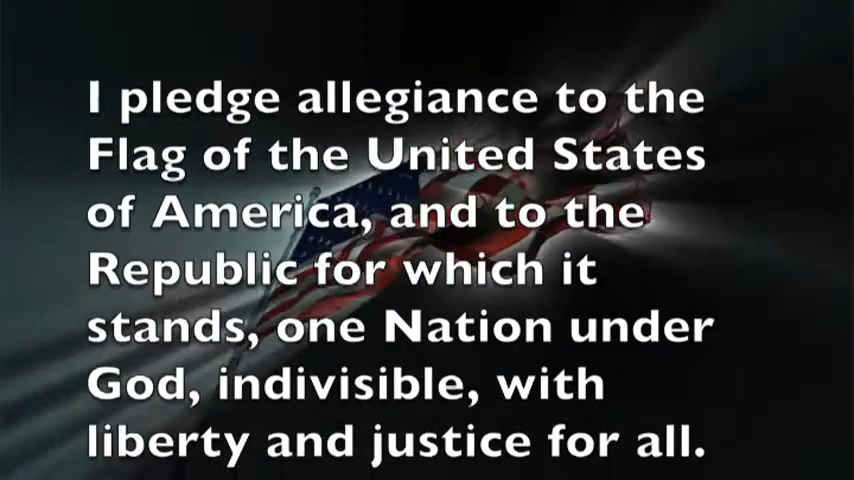 I pledge allegiance to the
Flag of the United States
of America, and to the
Republic for which it
stands, one Nation under
God, indivisible, with
liberty and justice for all.